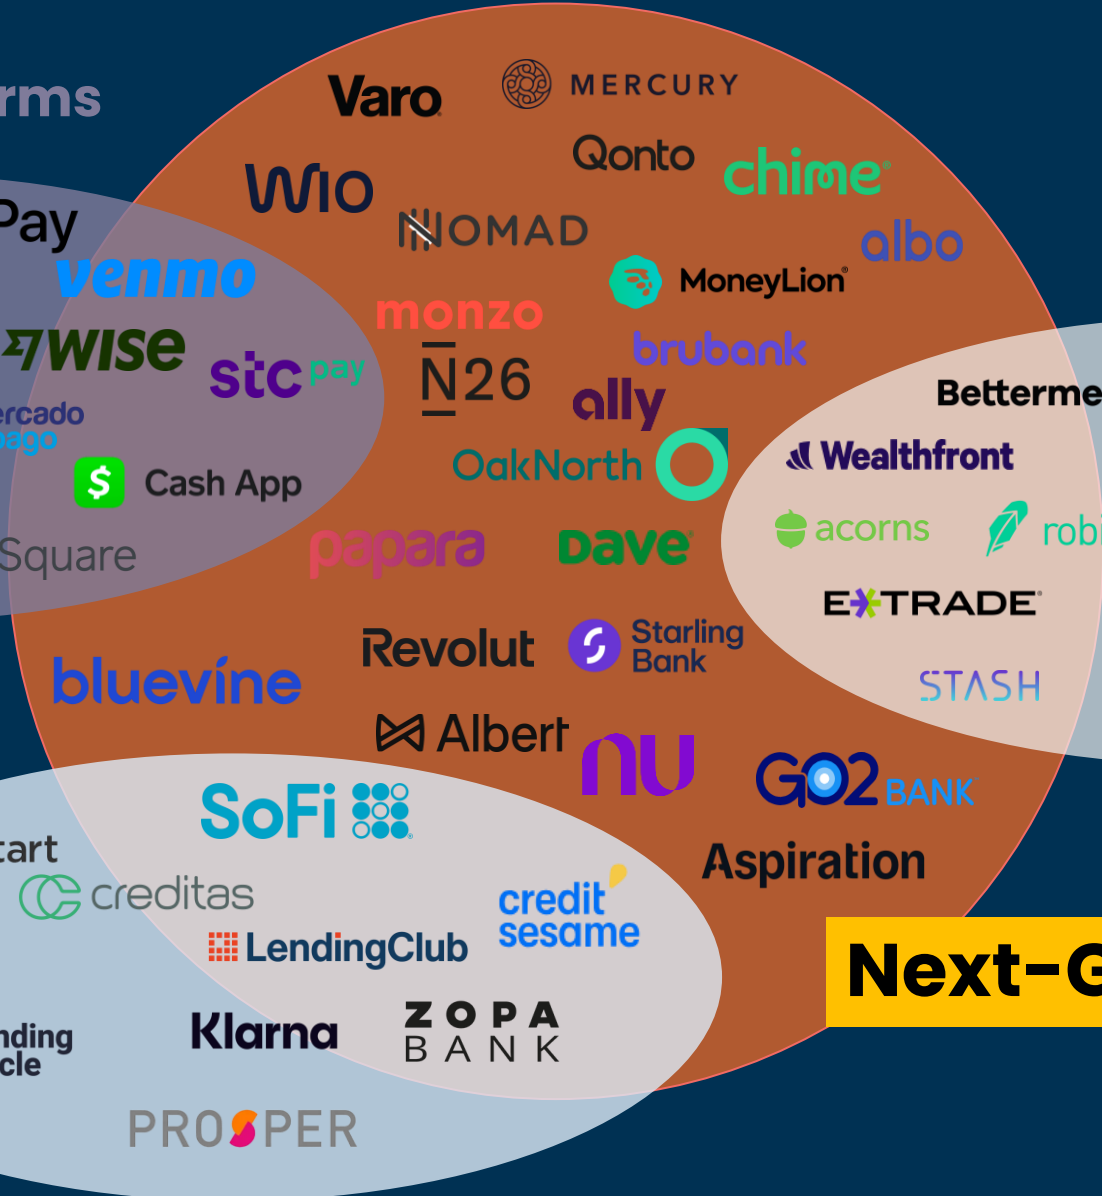 rms
Varo
MERCURY
Qonto
chime®
WIO
Pay
NOMAD
albo
venmo
MoneyLion®
monzo
WISE
stc pay
brubank
N26
ally
Betterme
ercado
pago
Wealthfront
OakNorth
$ Cash App
acorns
robi
Square
papara
Dave
E*TRADE®
Revolut
Starling
Bank
bluevine
STASH
Albert
nu
GO2 BANK
SoFi
tart
Aspiration
creditas
credit
sesame
LendingClub
Next-G
Klarna
ZOPA
BANK
nding
cle
PROSPER